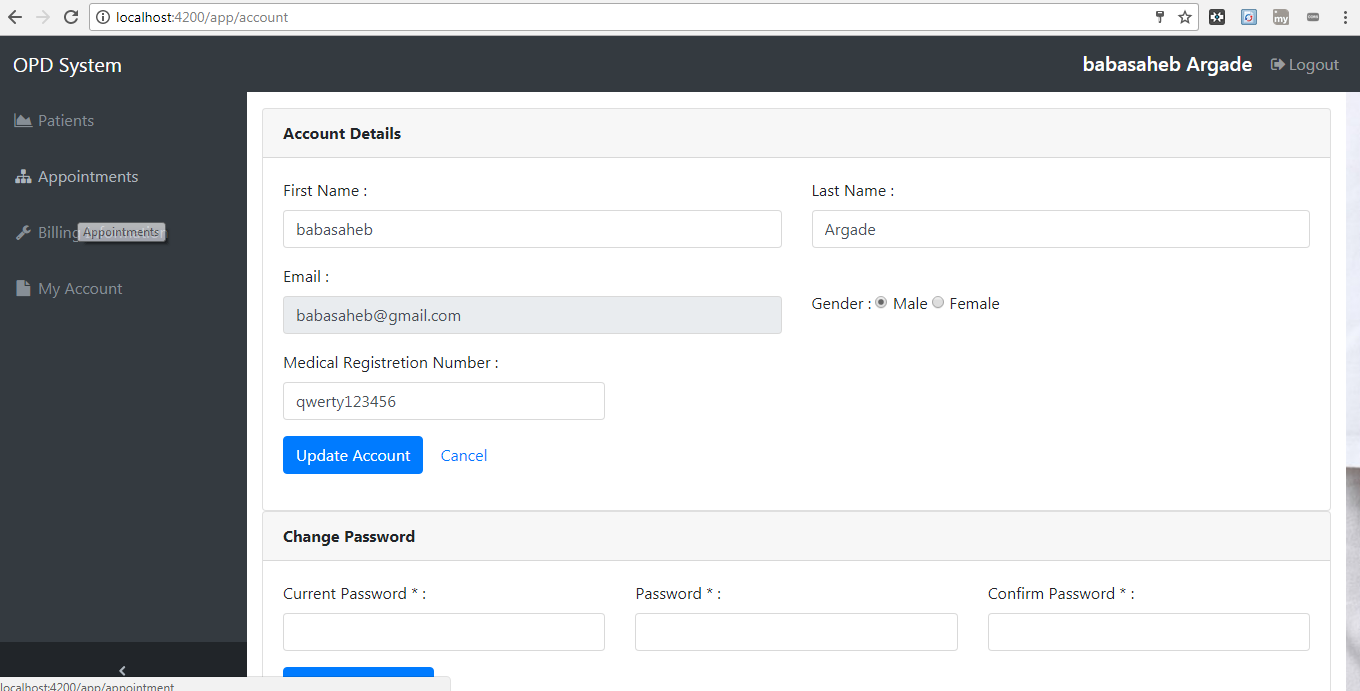 localhost:4200/app/account
my
OPD System
babasaheb Argade
Logout
Patients
Appointments
Billing
Appointments
My Account
Account Details
First Name :
Last Name :
babasaheb
Argade
Email :
babasaheb@gmail.com
Gender : Male Female
Medical Registretion Number :
qwerty123456
Update Account
Cancel
Change Password
Current Password * :
Password * :
Confirm Password * :
localhost:4200/app/appointment